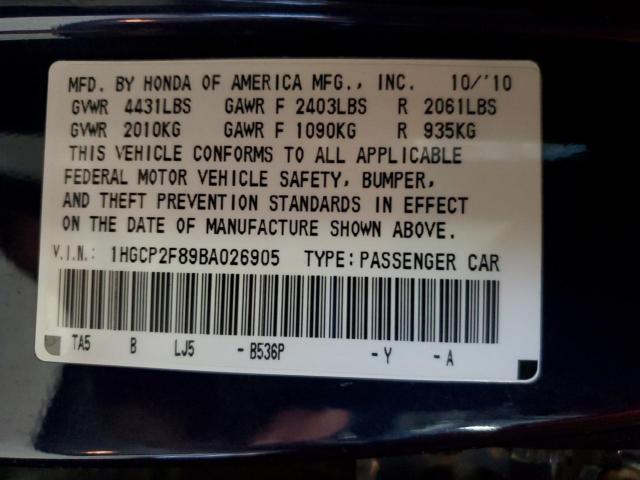 MFD. BY HONDA OF AMERICA MFG., INC. 10/'10
GVWR 4431LBS GAWR F 2403LBS R 2061LBS
GVWR 2010KG GAWR F 1090KG R 935KG
THIS VEHICLE CONFORMS TO ALL APPLICABLE
FEDERAL MOTOR VEHICLE SAFETY, BUMPER,
AND THEFT PREVENTION STANDARDS IN EFFECT
ON THE DATE OF MANUFACTURE SHOWN ABOVE.
V.I.N.: 1HGCP2F89BA026905 TYPE:PASSENGER CAR
TA5 B LJ5 -B536P -Y -A